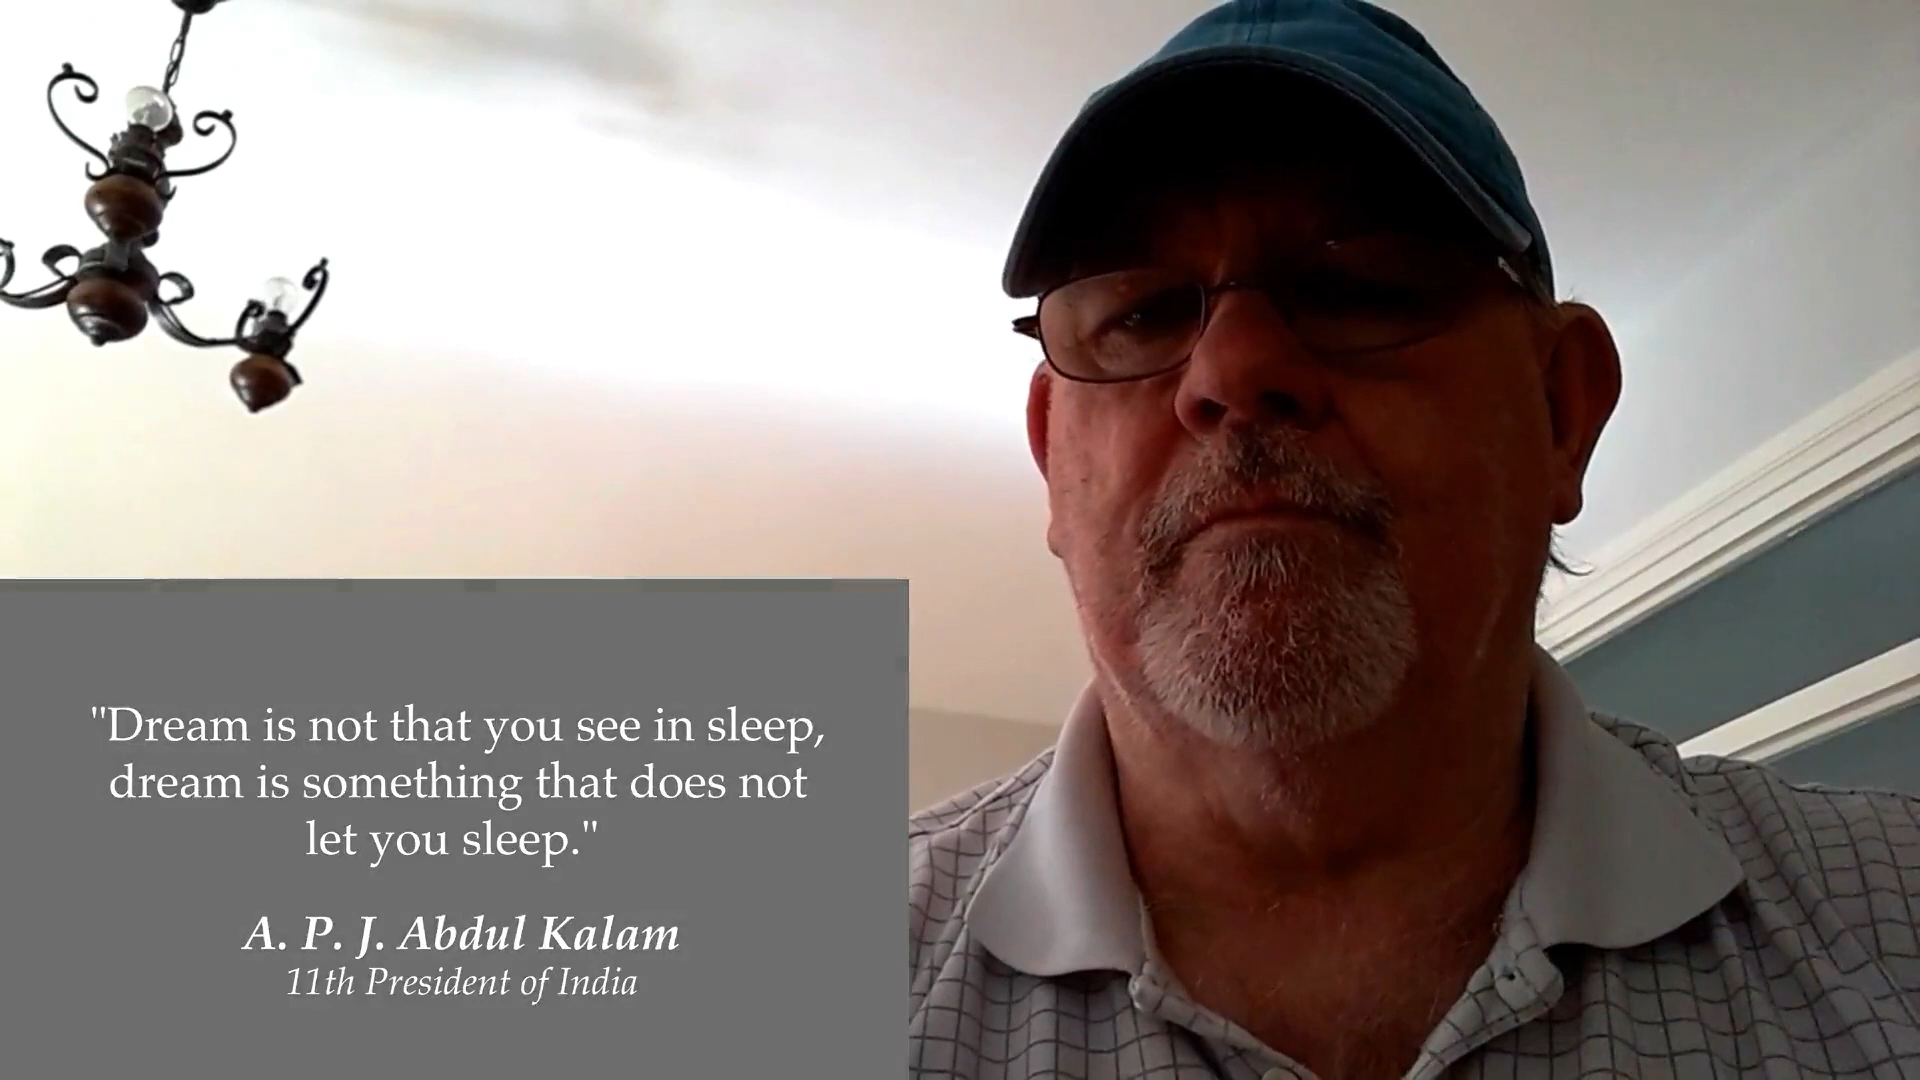 "Dream is not that you see in sleep,
dream is something that does not
let you sleep."
A. P. J. Abdul Kalam
11th President of India